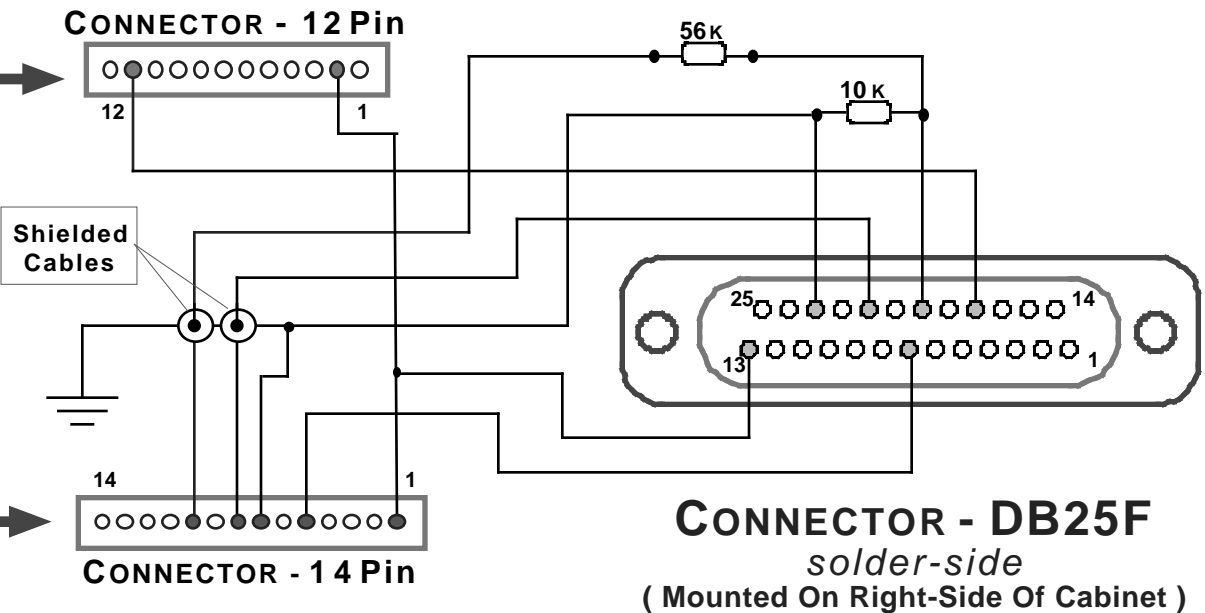 CONNECTOR - 12 Pin
12
1
56K
10 K
Shielded
Cables
25
14
13
1
14
1
CONNECTOR - 14 Pin
CONNECTOR - DB25F
solder-side
( Mounted On Right-Side Of Cabinet )